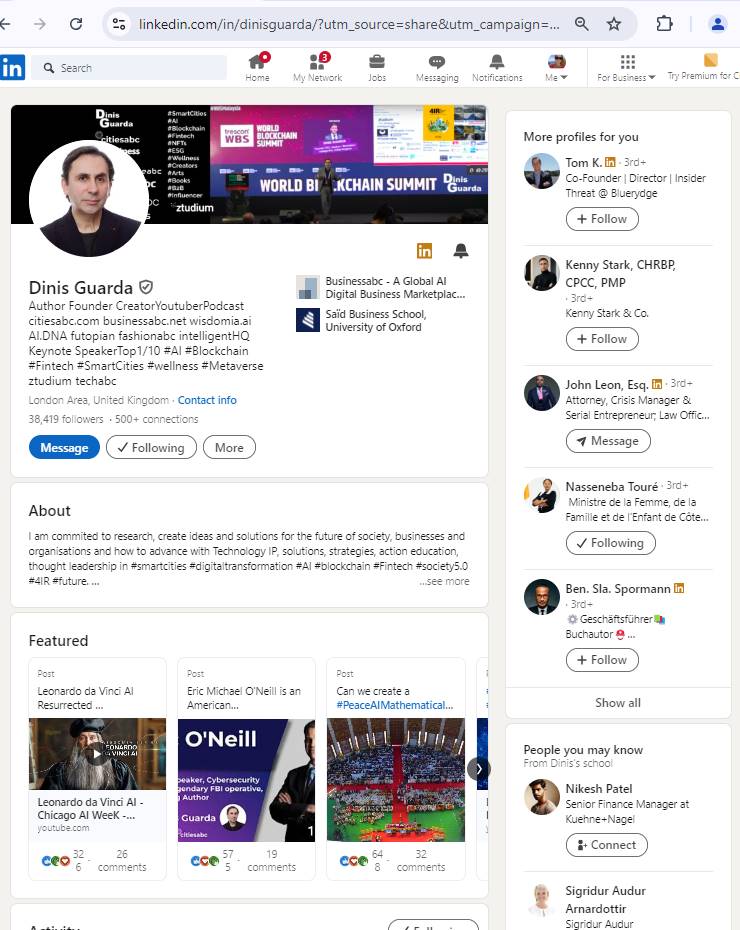 linkedin.com/in/dinisguarda/?utm_source=share&utm_campaign=...
in
Search
Home
3
My Network
Jobs
Messaging
Notifications
Me
For Business
Try Premium for
Dinis
Guarda
citiesabc
#SmartCities
#AI
#Blockchain
#Fintech
#NFTs
#ESG
#Wellness
#Creators
#Arts
#Books
#B2B
#Influencer
ztudium
trescon
WBS
WORLD
BLOCKCHAIN
SUMMIT
4IR
WORLD BLOCKCHAIN SUMMIT
Dinis
Guarda
in
Dinis Guarda
Author Founder CreatorYoutuberPodcast
citiesabc.com businessabc.net wisdomia.ai
AI.DNA futopian fashionabc intelligentHQ
Keynote SpeakerTop1/10 #AI #Blockchain
#Fintech #SmartCities #wellness #Metaverse
ztudium techabc
Businessabc - A Global AI
Digital Business Marketplac...
Saïd Business School,
University of Oxford
London Area, United Kingdom · Contact info
38,419 followers · 500+ connections
Message
Following
More
About
I am commited to research, create ideas and solutions for the future of society, businesses and
organisations and how to advance with Technology IP, solutions, strategies, action education,
thought leadership in #smartcities #digitaltransformation #AI #blockchain #Fintech #society5.0
#4IR #future. ...
...see more
Featured
Post
Leonardo da Vinci AI
Resurrected ...
LEONARDO
DA VINCI AI
Leonardo da Vinci AI -
Chicago AI WeeK -...
youtube.com
326 · 26 comments
Post
Eric Michael O'Neill is an
American...
O'Neill
Speaker, Cybersecurity
legendary FBI operative,
Author
Guarda
citiesabc
575 · 19 comments
Post
Can we create a
#PeaceAIMathematical...
648 · 32 comments
Activity
Following
More profiles for you
Tom K. in · 3rd+
Co-Founder | Director | Insider
Threat @ Bluerydge
+ Follow
Kenny Stark, CHRBP,
CPCC, PMP
· 3rd+
Kenny Stark & Co.
+ Follow
John Leon, Esq. in · 3rd+
Attorney, Crisis Manager &
Serial Entrepreneur; Law Offic...
Message
Nasseneba Touré · 3rd+
Ministre de la Femme, de la
Famille et de l'Enfant de Côte...
Following
Ben. Sla. Spormann in
· 3rd+
Geschäftsführer
Buchautor ...
+ Follow
Show all
People you may know
From Dinis's school
Nikesh Patel
Senior Finance Manager at
Kuehne+Nagel
Connect
Sigridur Audur
Arnardottir
Sigridur Audur